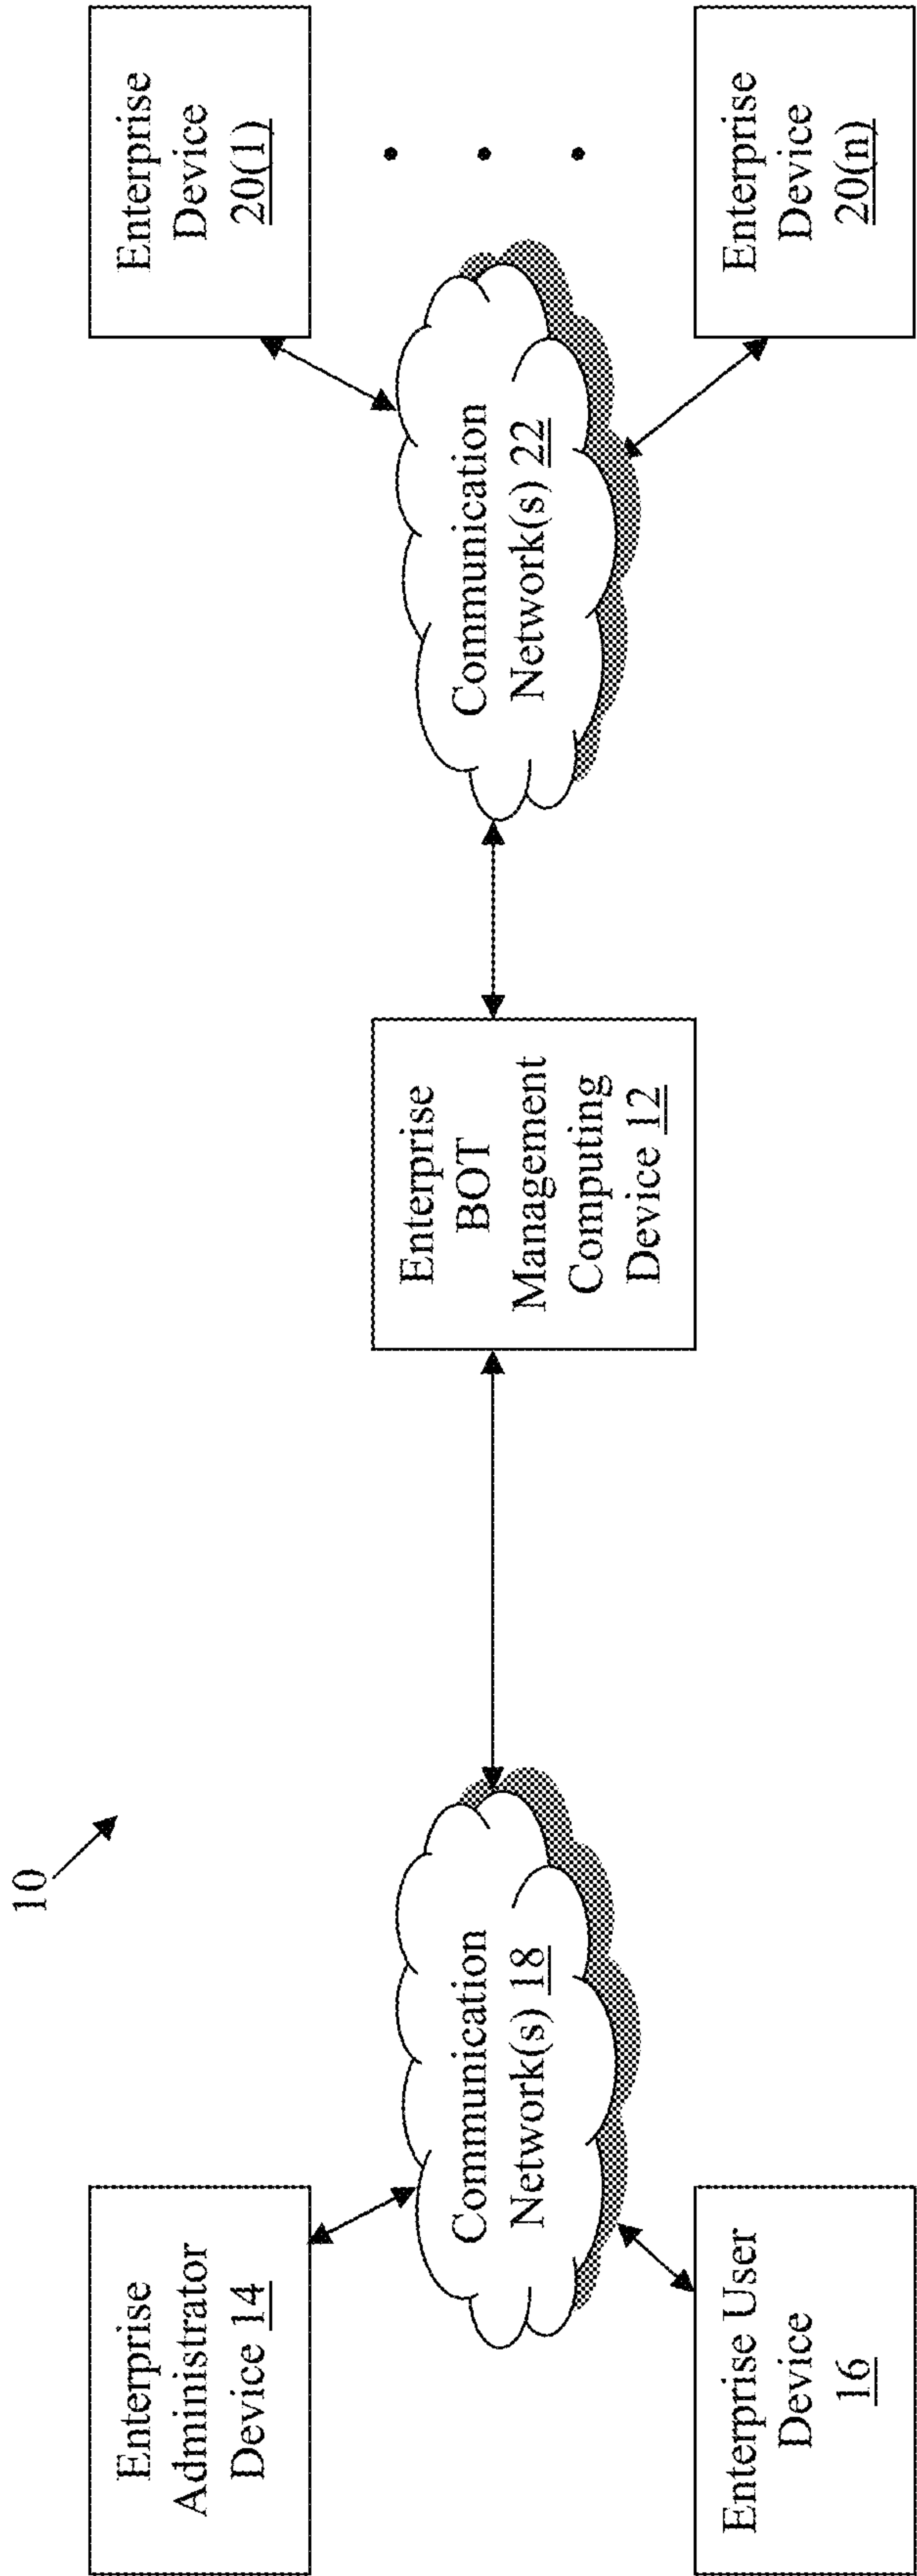 10
Enterprise
Administrator
Device 14
Enterprise User
Device
16
Communication
Network(s) 18
Enterprise
BOT
Management
Computing
Device 12
Communication
Network(s) 22
Enterprise
Device
20(1)
Enterprise
Device
20(n)